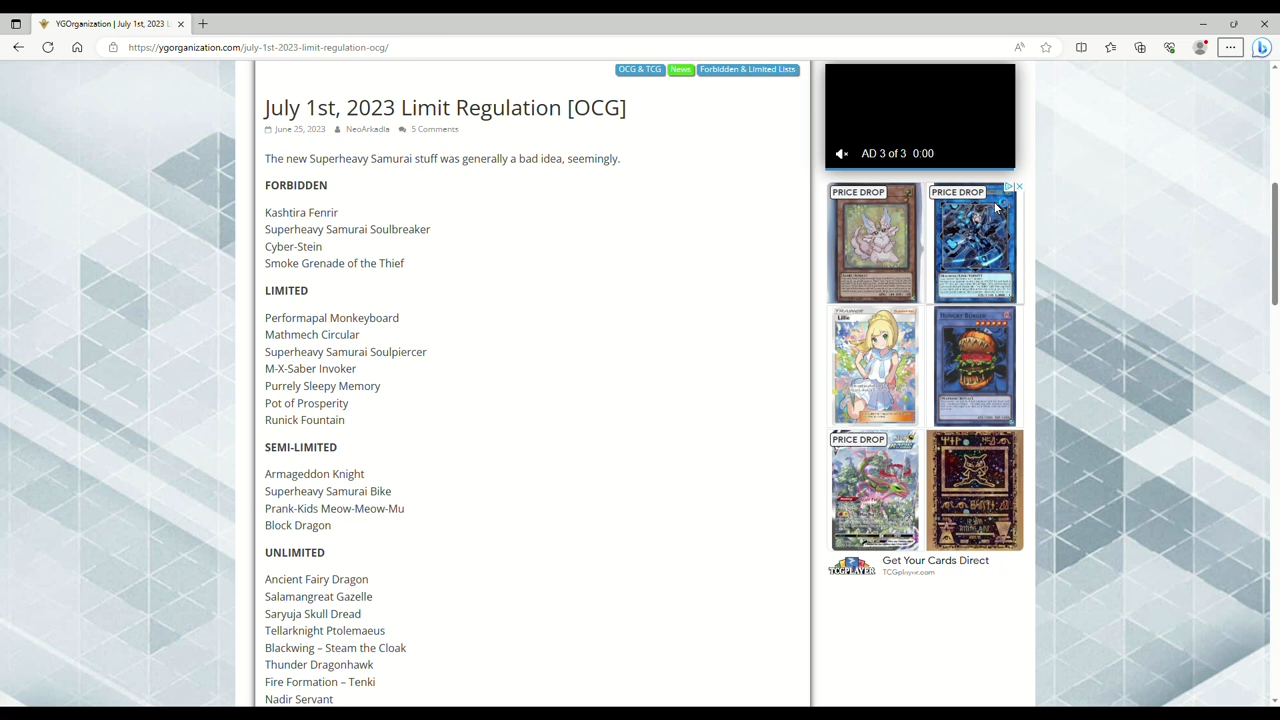 YGOrganization | July 1st, 2023 L
https://ygorganization.com/july-1st-2023-limit-regulation-ocg/
OCG & TCG News Forbidden & Limited Lists
July 1st, 2023 Limit Regulation [OCG]
June 25, 2023 NeoArkadia 5 Comments
The new Superheavy Samurai stuff was generally a bad idea, seemingly.
FORBIDDEN
Kashtira Fenrir
Superheavy Samurai Soulbreaker
Cyber-Stein
Smoke Grenade of the Thief
LIMITED
Performapal Monkeyboard
Mathmech Circular
Superheavy Samurai Soulpiercer
M-X-Saber Invoker
Purrely Sleepy Memory
Pot of Prosperity
Runick Fountain
SEMI-LIMITED
Armageddon Knight
Superheavy Samurai Bike
Prank-Kids Meow-Meow-Mu
Block Dragon
UNLIMITED
Ancient Fairy Dragon
Salamangreat Gazelle
Saryuja Skull Dread
Tellarknight Ptolemaeus
Blackwing – Steam the Cloak
Thunder Dragonhawk
Fire Formation – Tenki
Nadir Servant
AD 3 of 3 0:00
PRICE DROP
PRICE DROP
Lillie
HUNGRY BURGER
PRICE DROP
TCGPLAYER
Get Your Cards Direct
TCGplayer.com